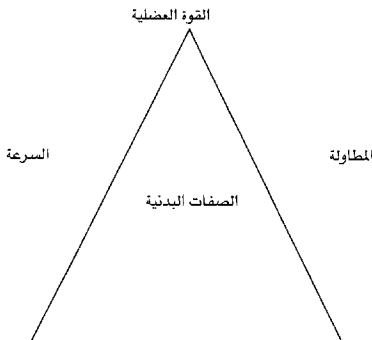 القوة العضلية
المطاولة
السرعة
الصفات البدنية